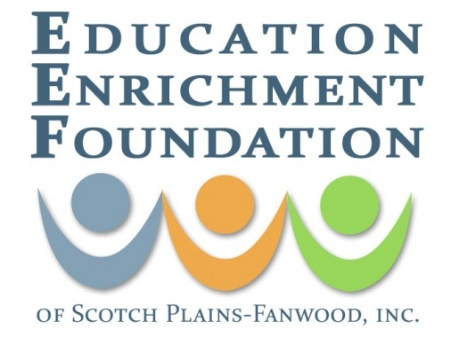 EDUCATION
ENRICHMENT
FOUNDATION
OF SCOTCH PLAINS-FANWOOD, INC.